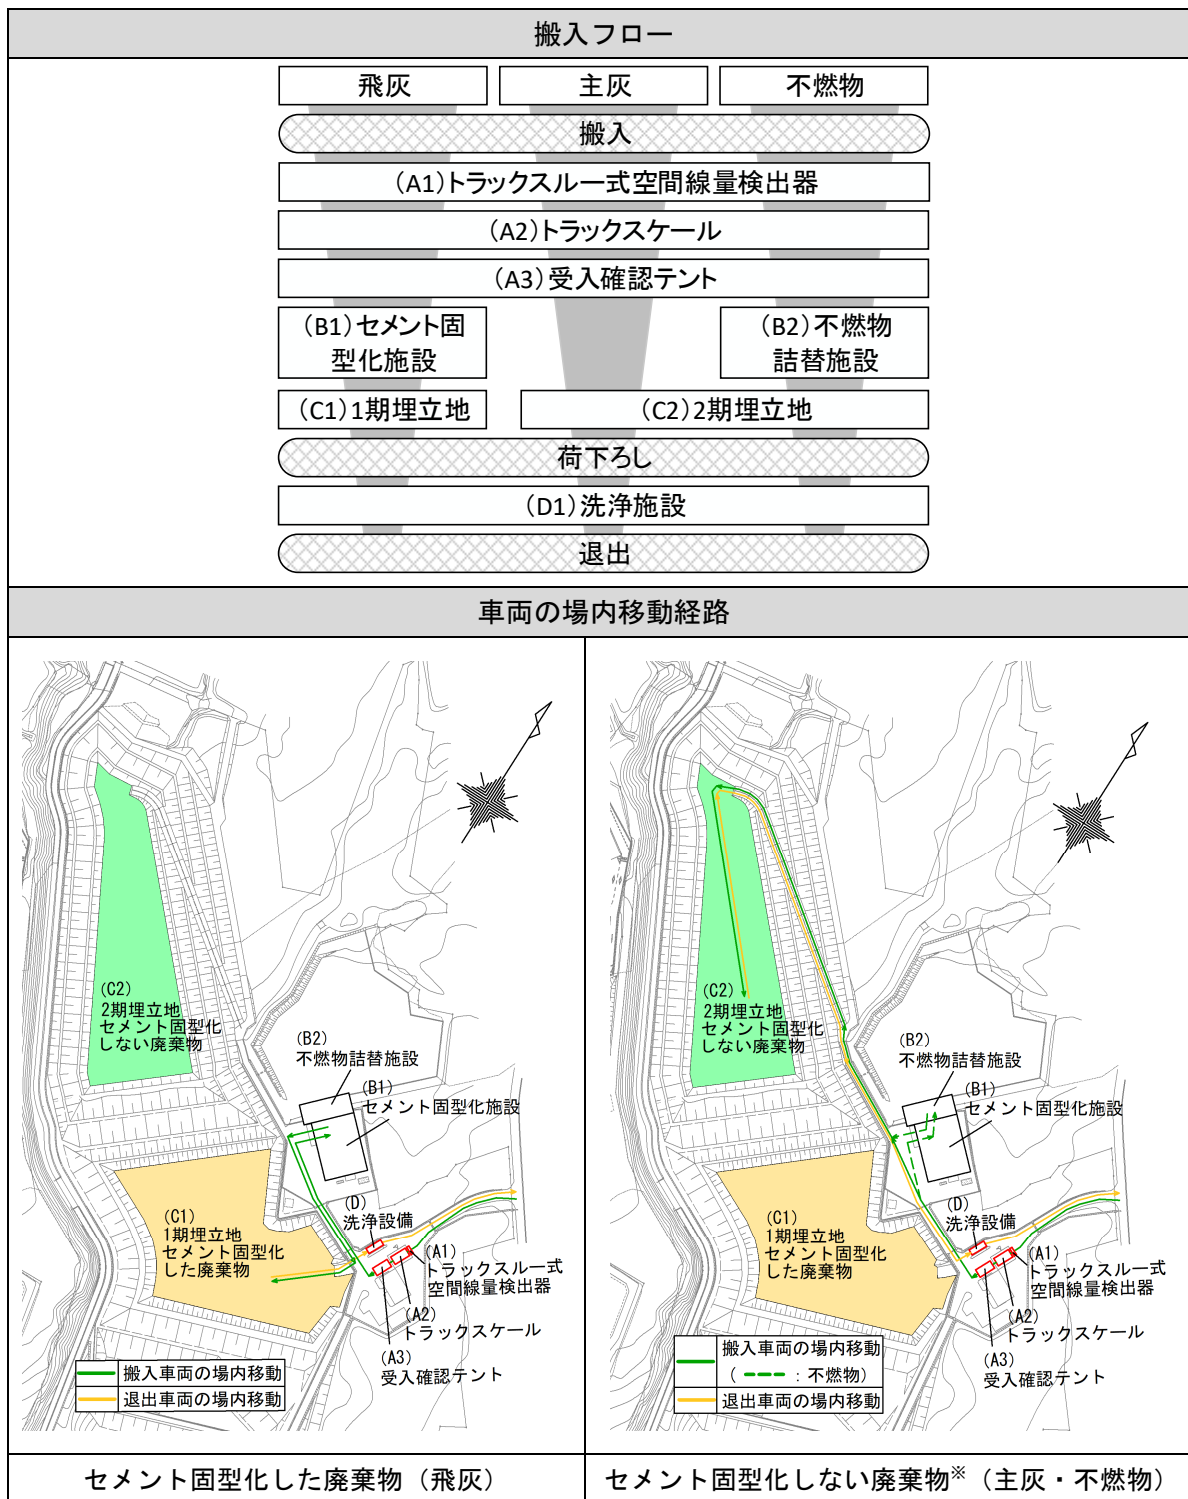 搬入フロー
飛灰
主灰
不燃物
搬入
(A1)トラックスルー式空間線量検出器
(A2)トラックスケール
(A3)受入確認テント
(B1)セメント固
型化施設
(B2)不燃物
詰替施設
(C1)1期埋立地
(C2)2期埋立地
荷下ろし
(D1)洗浄施設
退出
車両の場内移動経路
(C2)
2期埋立地
セメント固型化
しない廃棄物
(B2)
不燃物詰替施設
(B1)
セメント固型化施設
(C1)
1期埋立地
セメント固型化
した廃棄物
(D)
洗浄設備
(A1)
トラックスルー式
空間線量検出器
(A2)
トラックスケール
(A3)
受入確認テント
搬入車両の場内移動
退出車両の場内移動
(C2)
2期埋立地
セメント固型化
しない廃棄物
(B2)
不燃物詰替施設
(B1)
セメント固型化施設
(C1)
1期埋立地
セメント固型化
した廃棄物
(D)
洗浄設備
(A1)
トラックスルー式
空間線量検出器
(A2)
トラックスケール
(A3)
受入確認テント
搬入車両の場内移動
( : 不燃物)
退出車両の場内移動
セメント固型化した廃棄物(飛灰)
セメント固型化しない廃棄物※(主灰・不燃物)